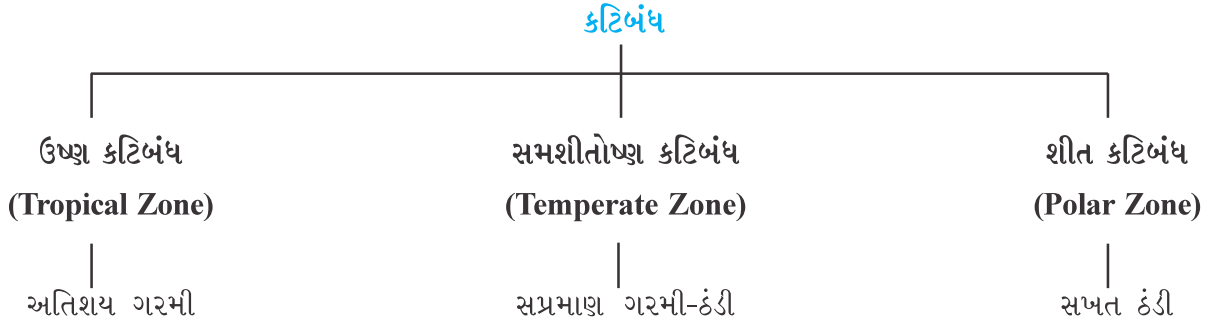 કટિબંધ
ઉષ્ણ કટિબંધ
(Tropical Zone)
અતિશય ગરમી
સમશીતોષ્ણ કટિબંધ
(Temperate Zone)
સપ્રમાણ ગરમી-ઠંડી
શીત કટિબંધ
(Polar Zone)
સખત ઠંડી